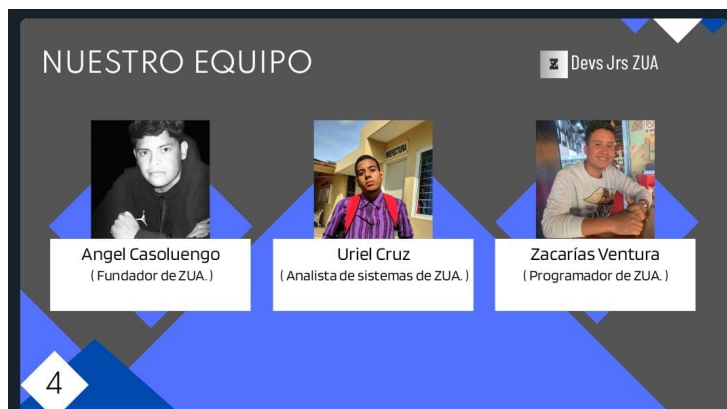 NUESTRO EQUIPO
Z Devs Jrs ZUA
PREFECTURA
Angel Casoluengo
( Fundador de ZUA. )
Uriel Cruz
( Analista de sistemas de ZUA. )
Zacarías Ventura
( Programador de ZUA. )
4